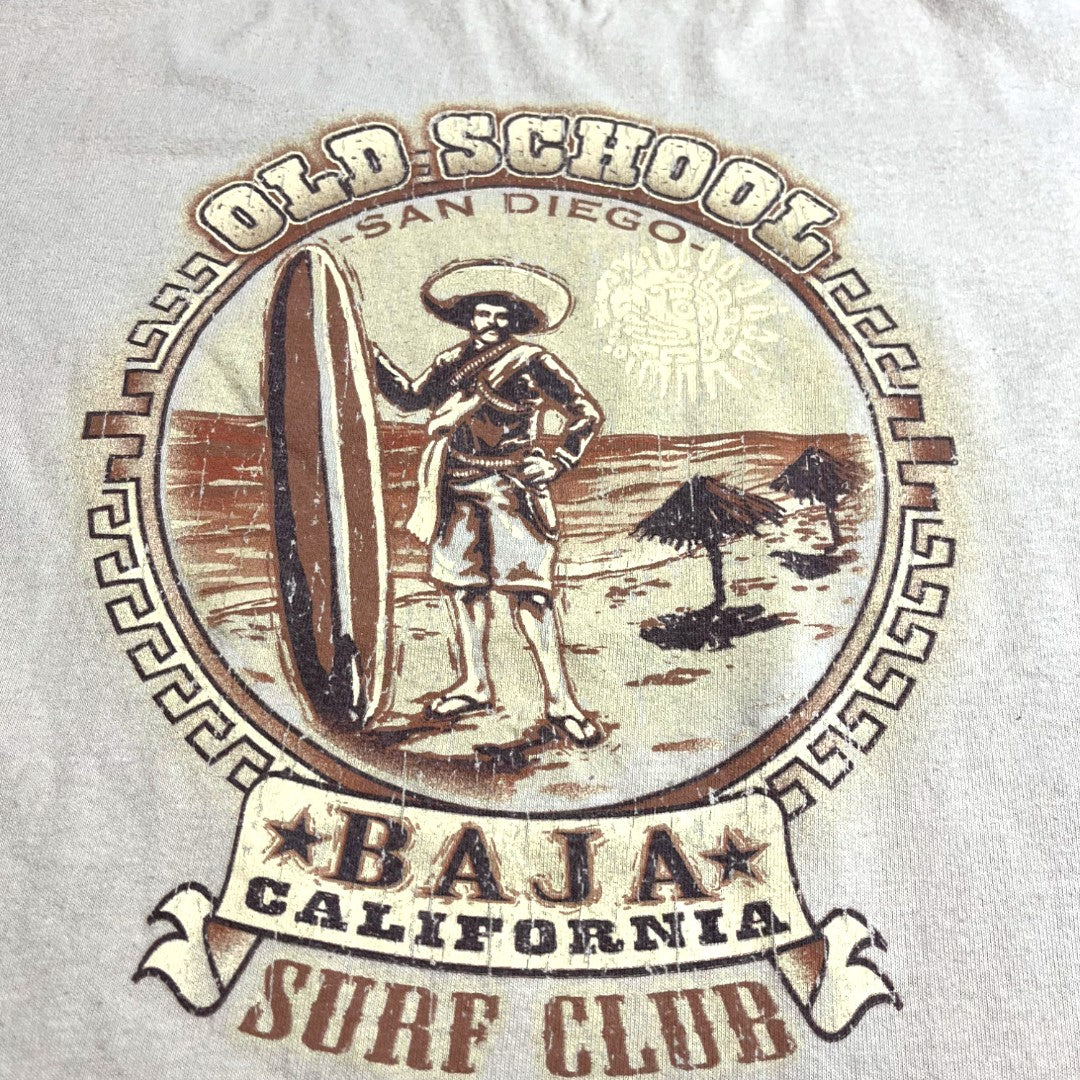 OLD SCHOOL
-SAN DIEGO-
★BAJA★
CALIFORNIA
SURF CLUB